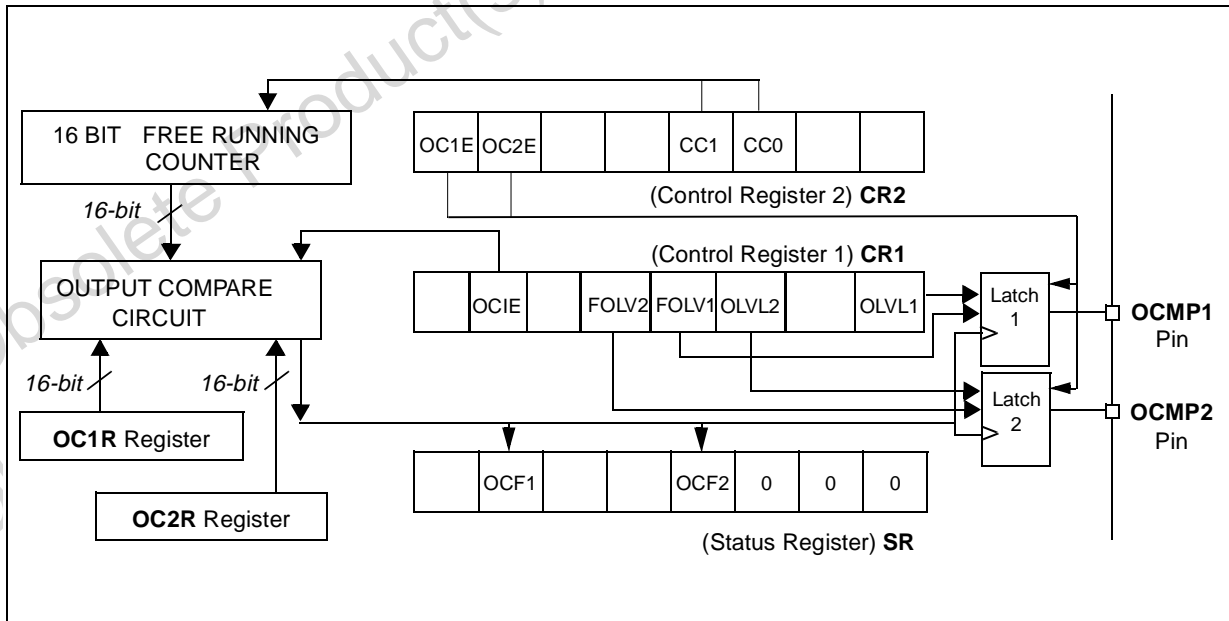 Obsolete Product(s)
16 BIT FREE RUNNING
COUNTER
OC1E OC2E CC1 CC0
(Control Register 2) CR2
16-bit
(Control Register 1) CR1
OUTPUT COMPARE
CIRCUIT
OCIE FOLV2 FOLV1 OLVL2 OLVL1
Latch
1
OCMP1
Pin
16-bit 16-bit
Latch
2
OCMP2
Pin
OC1R Register
OCF1 OCF2 0 0 0
OC2R Register
(Status Register) SR